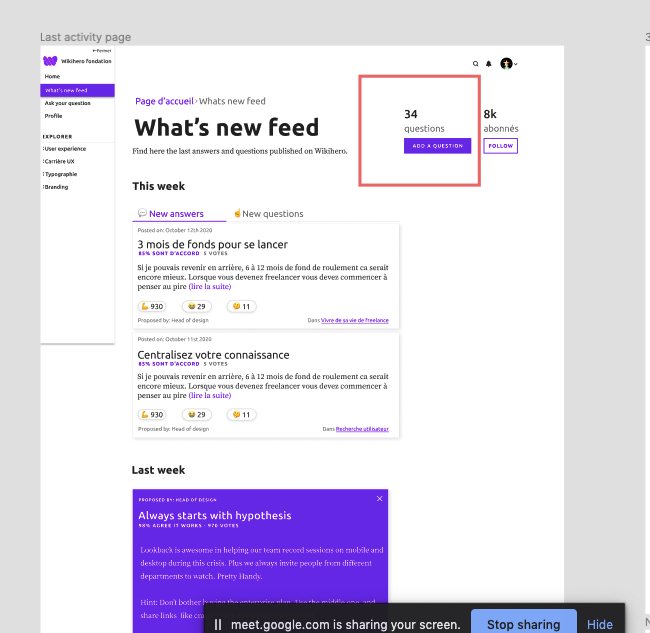 Last activity page
3
Fermer
Wikihero fondation
Home
What's new feed
Ask your question
Profile
EXPLORER
User experience
Carrière UX
Typographie
Branding
Page d'accueil Whats new feed
What's new feed
Find here the last answers and questions published on Wikihero.
34
questions
ADD A QUESTION
8k
abonnés
FOLLOW
This week
New answers
New questions
Posted on: October 12th 2020
3 mois de fonds pour se lancer
85% SONT D'ACCORD 5 VOTES
Si je pouvais revenir en arrière, 6 à 12 mois de fond de roulement ca serait
encore mieux. Lorsque vous devenez freelancer vous devez commencer à
penser au pire (lire la suite)
930
29
11
Proposed by: Head of design
Dans Vivre de sa vie de freelance
Posted on: October 11st 2020
Centralisez votre connaissance
85% SONT D'ACCORD 5 VOTES
Si je pouvais revenir en arrière, 6 à 12 mois de fond de roulement ca serait
encore mieux. Lorsque vous devenez freelancer vous devez commencer à
penser au pire (lire la suite)
930
29
11
Proposed by: Head of design
Dans Recherche utilisateur
Last week
PROPOSED BY: HEAD OF DESIGN
Always starts with hypothesis
98% AGREE IT WORKS - 970 VOTES
Lookback is awesome in helping our team record sessions on mobile and
desktop during this crisis. Plus we always invite people from different
departments to watch. Pretty Handy.
Hint: Don't bother buying the enterprise plan. Use the middle one, and
share links like
meet.google.com is sharing your screen.
Stop sharing
Hide